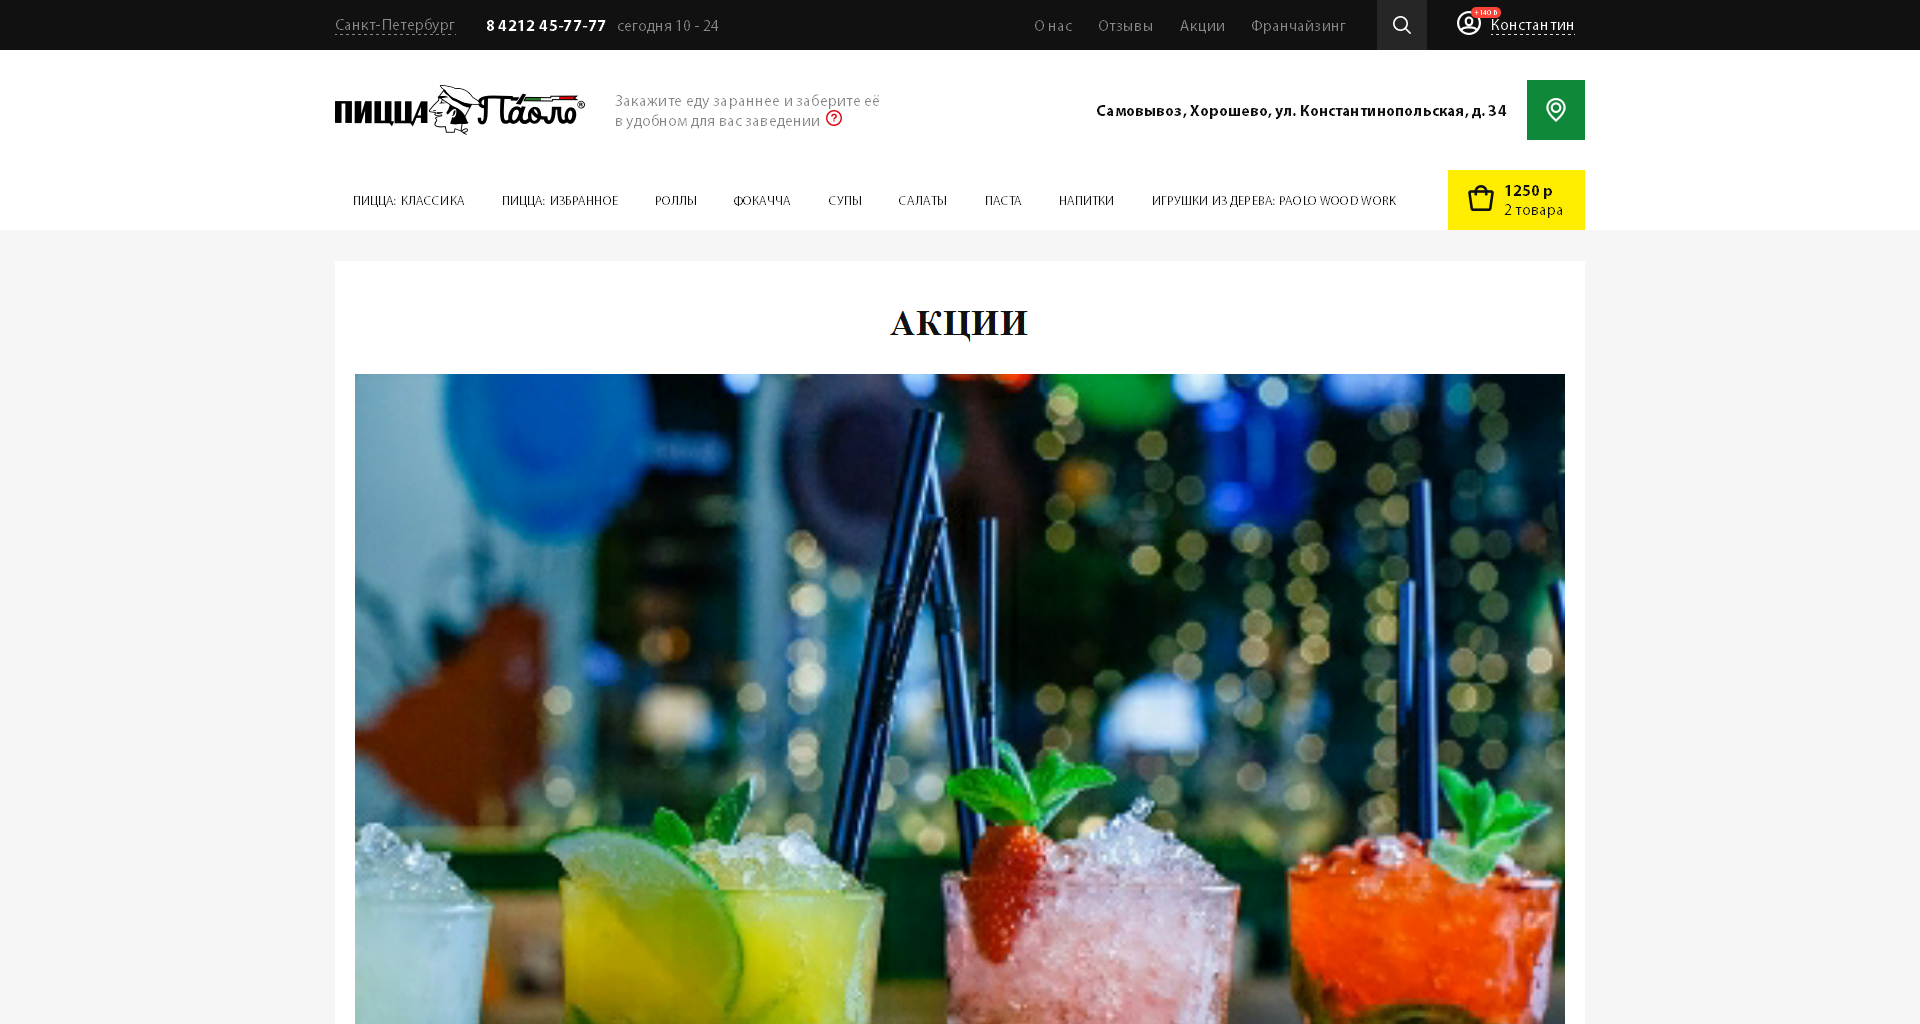 Санкт-Петербург 8 4212 45-77-77 сегодня 10 - 24 О нас Отзывы Акции Франчайзинг +140 Б Константин
ПИЦЦА Паоло ®
Закажите еду зараннее и заберите её
в удобном для вас заведении ?
Самовывоз, Хорошево, ул. Константинопольская, д. 34
ПИЦЦА: КЛАССИКА ПИЦЦА: ИЗБРАННОЕ РОЛЛЫ ФОКАЧЧА СУПЫ САЛАТЫ ПАСТА НАПИТКИ ИГРУШКИ ИЗ ДЕРЕВА: PAOLO WOOD WORK
1250 р
2 товара
АКЦИИ